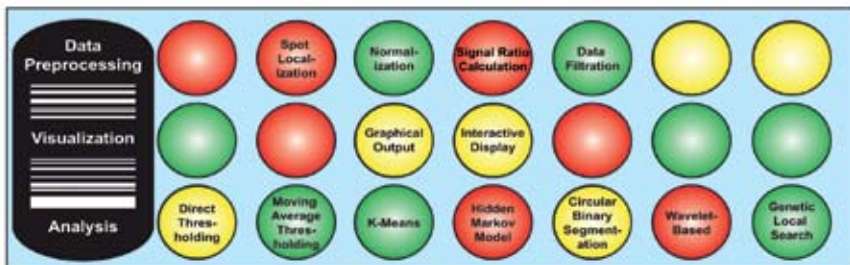 Data
Preprocessing
Visualization
Analysis
Spot
Local-
ization
Normal-
ization
Signal Ratio
Calculation
Data
Filtration
Graphical
Output
Interactive
Display
Direct
Thres-
holding
Moving
Average
Thres-
holding
K-Means
Hidden
Markov
Model
Circular
Binary
Segment-
ation
Wavelet-
Based
Genetic
Local
Search